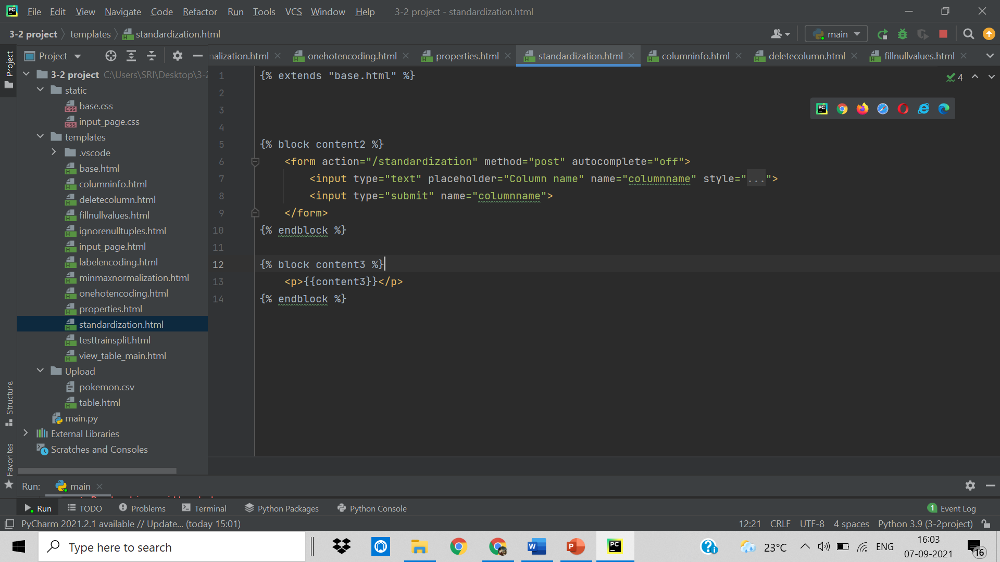 File Edit View Navigate Code Refactor Run Tools VCS Window Help 3-2 project - standardization.html
3-2 project templates standardization.html main
Project nalization.html onehotencoding.html properties.html standardization.html columninfo.html deletecolumn.html fillnullvalues.html
Project
Structure
Favorites
3-2 project C:\Users\SRI\Desktop\3-2
static
base.css
input_page.css
templates
.vscode
base.html
columninfo.html
deletecolumn.html
fillnullvalues.html
ignorenulltuples.html
input_page.html
labelencoding.html
minmaxnormalization.html
onehotencoding.html
properties.html
standardization.html
testtrainsplit.html
view_table_main.html
Upload
pokemon.csv
table.html
main.py
External Libraries
Scratches and Consoles
1 {% extends "base.html" %}
4
2
3
4
5 {% block content2 %}
6 <form action="/standardization" method="post" autocomplete="off">
7 <input type="text" placeholder="Column name" name="columnname" style="...">
8 <input type="submit" name="columnname">
9 </form>
10 {% endblock %}
11
12 {% block content3 %}
13 <p>{{content3}}</p>
14 {% endblock %}
Run: main
Run TODO Problems Terminal Python Packages Python Console 1 Event Log
PyCharm 2021.2.1 available // Update... (today 15:01) 12:21 CRLF UTF-8 4 spaces Python 3.9 (3-2project)
Type here to search 23°C ENG 16:03
07-09-2021
16